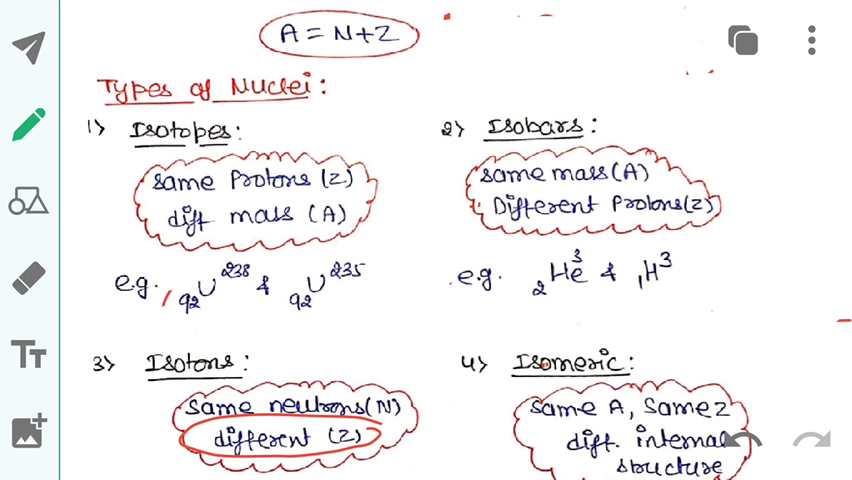 A = N+Z
Types of Nuclei:
1) Isotopes:
same Protons (Z)
diff mass (A)
e.g. ₉₂U²³⁸ & ₉₂U²³⁵
2) Isobars:
same mass (A)
Different Protons(Z)
e.g. ₂He³ & ₁H³
3) Isotons:
same neutrons(N)
different (Z)
4) Isomeric:
same A, same Z
diff. internal
structure
TT